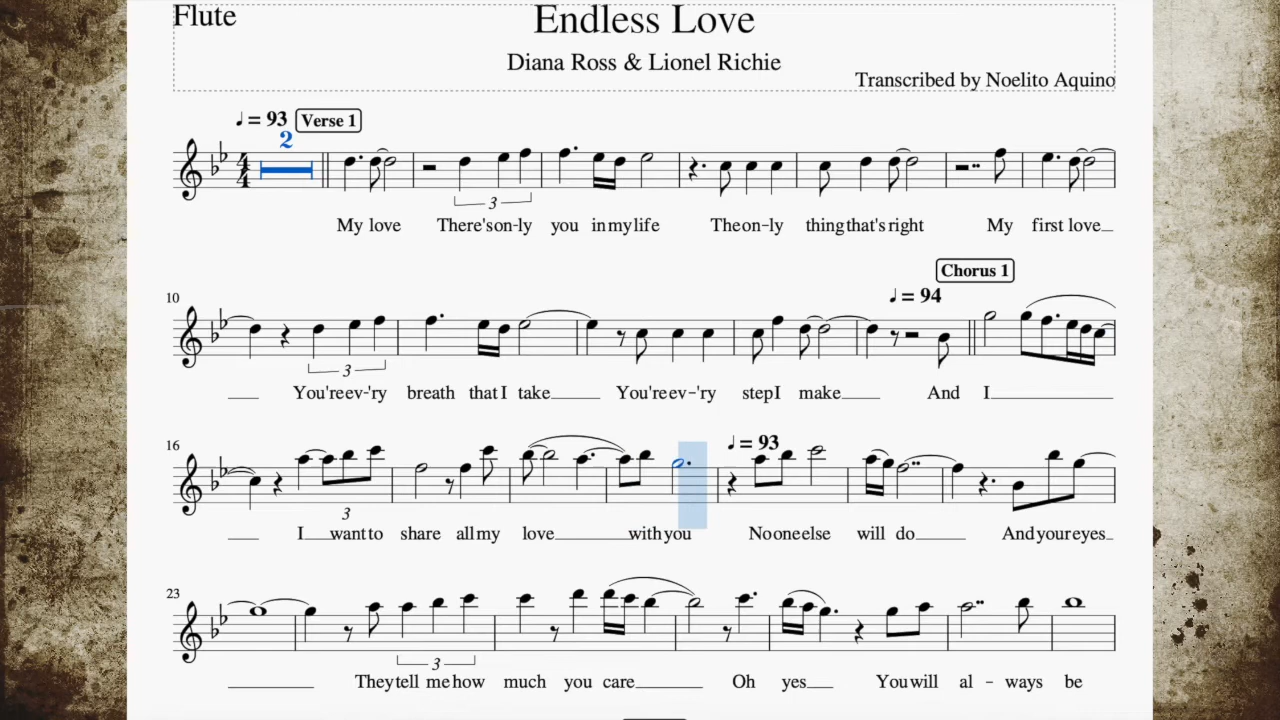 Flute
Endless Love
Diana Ross & Lionel Richie
Transcribed by Noelito Aquino
♩ = 93 Verse 1
2
3
My love There's on-ly you in my life The on-ly thing that's right My first love
Chorus 1
10 ♩ = 94
3
You're ev-'ry breath that I take You're ev-'ry step I make And I
16 ♩ = 93
3
I want to share all my love with you No one else will do And your eyes
23
3
They tell me how much you care Oh yes You will al - ways be